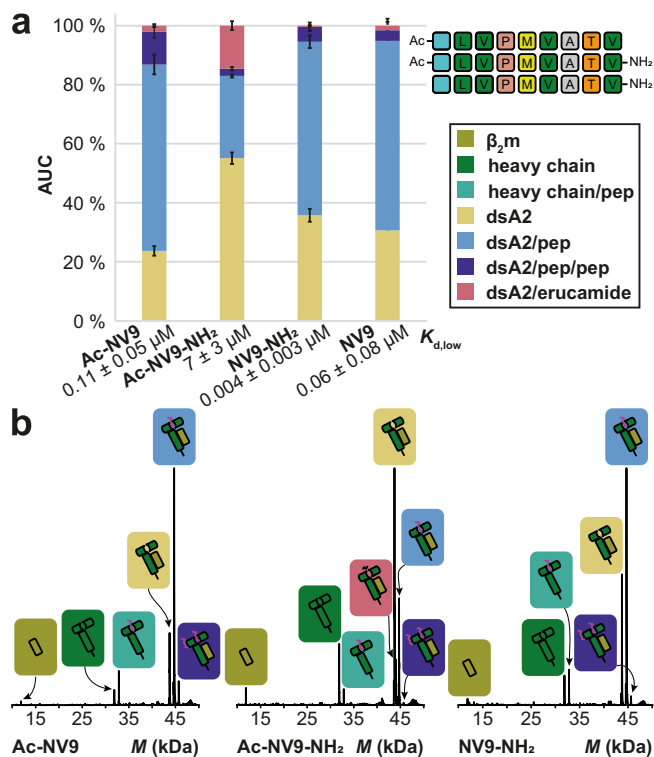 a
100 %
80 %
60 %
40 %
20 %
0 %
AUC
Ac-NV9
0.11 ± 0.05 µM
Ac-NV9-NH₂
7 ± 3 µM
NV9-NH₂
0.004 ± 0.003 µM
NV9
0.06 ± 0.08 µM
Kd,low
Ac- L V P M V A T V
Ac- L V P M V A T V -NH₂
L V P M V A T V -NH₂
β₂m
heavy chain
heavy chain/pep
dsA2
dsA2/pep
dsA2/pep/pep
dsA2/erucamide
b
15 25 35 45
Ac-NV9 M (kDa)
15 25 35 45
Ac-NV9-NH₂ M (kDa)
15 25 35 45
NV9-NH₂ M (kDa)